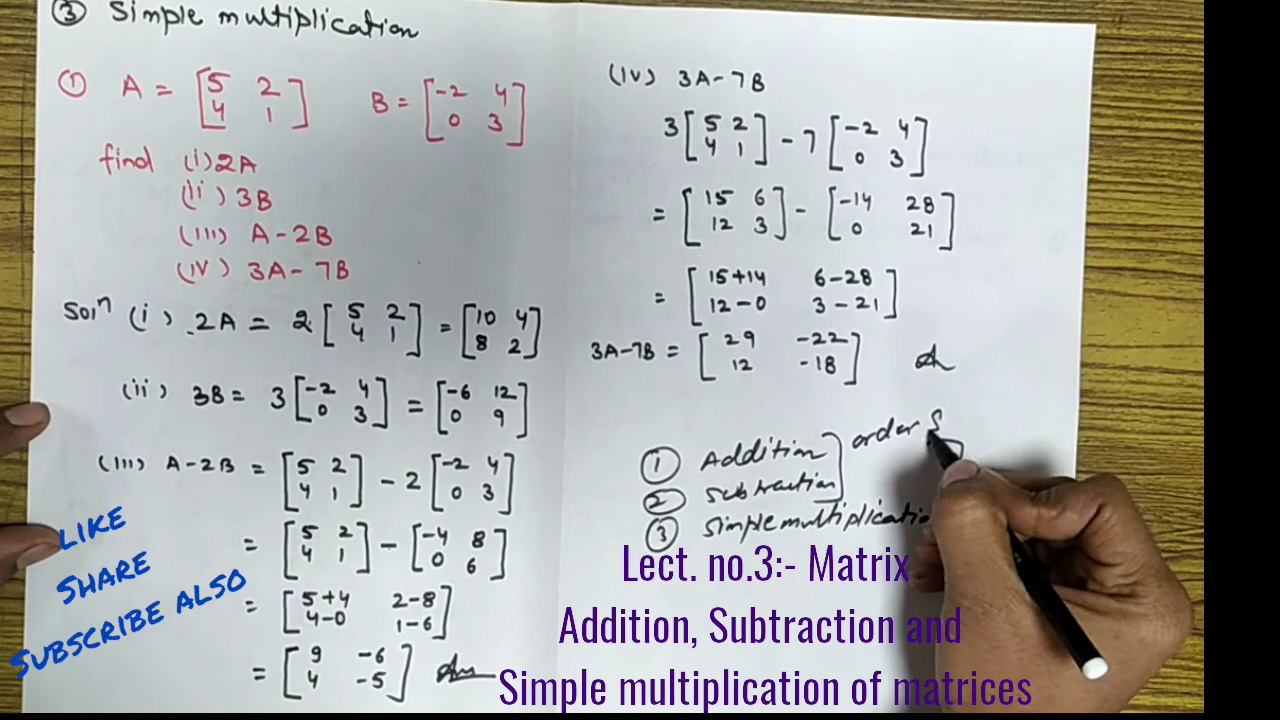 ③ Simple multiplication
① A = [5 2
4 1] B = [-2 4
0 3]
find (i) 2A
(ii) 3B
(III) A-2B
(IV) 3A-7B
Solⁿ (i) 2A = 2 [5 2
4 1] = [10 4
8 2]
(ii) 3B = 3 [-2 4
0 3] = [-6 12
0 9]
(III) A-2B = [5 2
4 1] - 2 [-2 4
0 3]
= [5 2
4 1] - [-4 8
0 6]
= [5+4 2-8
4-0 1-6]
= [9 -6
4 -5]
(IV) 3A-7B
3 [5 2
4 1] - 7 [-2 4
0 3]
= [15 6
12 3] - [-14 28
0 21]
= [15+14 6-28
12-0 3-21]
3A-7B = [29 -22
12 -18]
① Addition
② Subtraction ] order S
③ Simple multiplicatio
LIKE
SHARE
SUBSCRIBE ALSO
Lect. no.3:- Matrix
Addition, Subtraction and
Simple multiplication of matrices